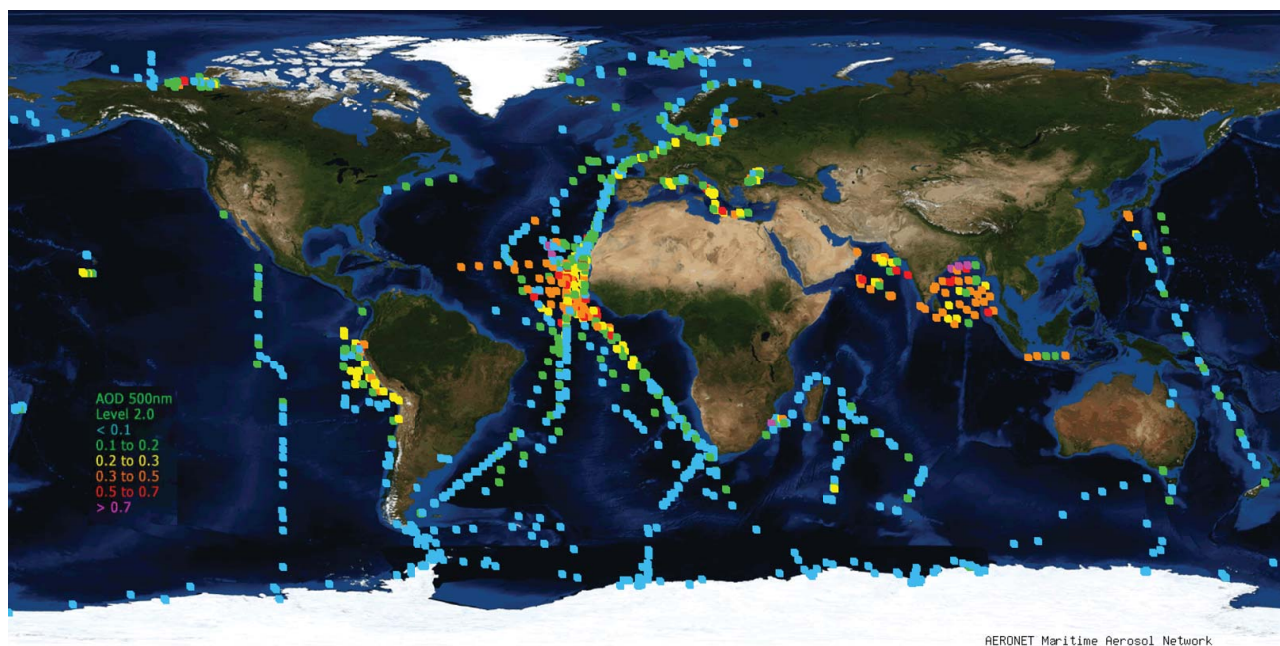 AOD 500nm
Level 2.0
< 0.1
0.1 to 0.2
0.2 to 0.3
0.3 to 0.5
0.5 to 0.7
> 0.7
AERONET Maritime Aerosol Network